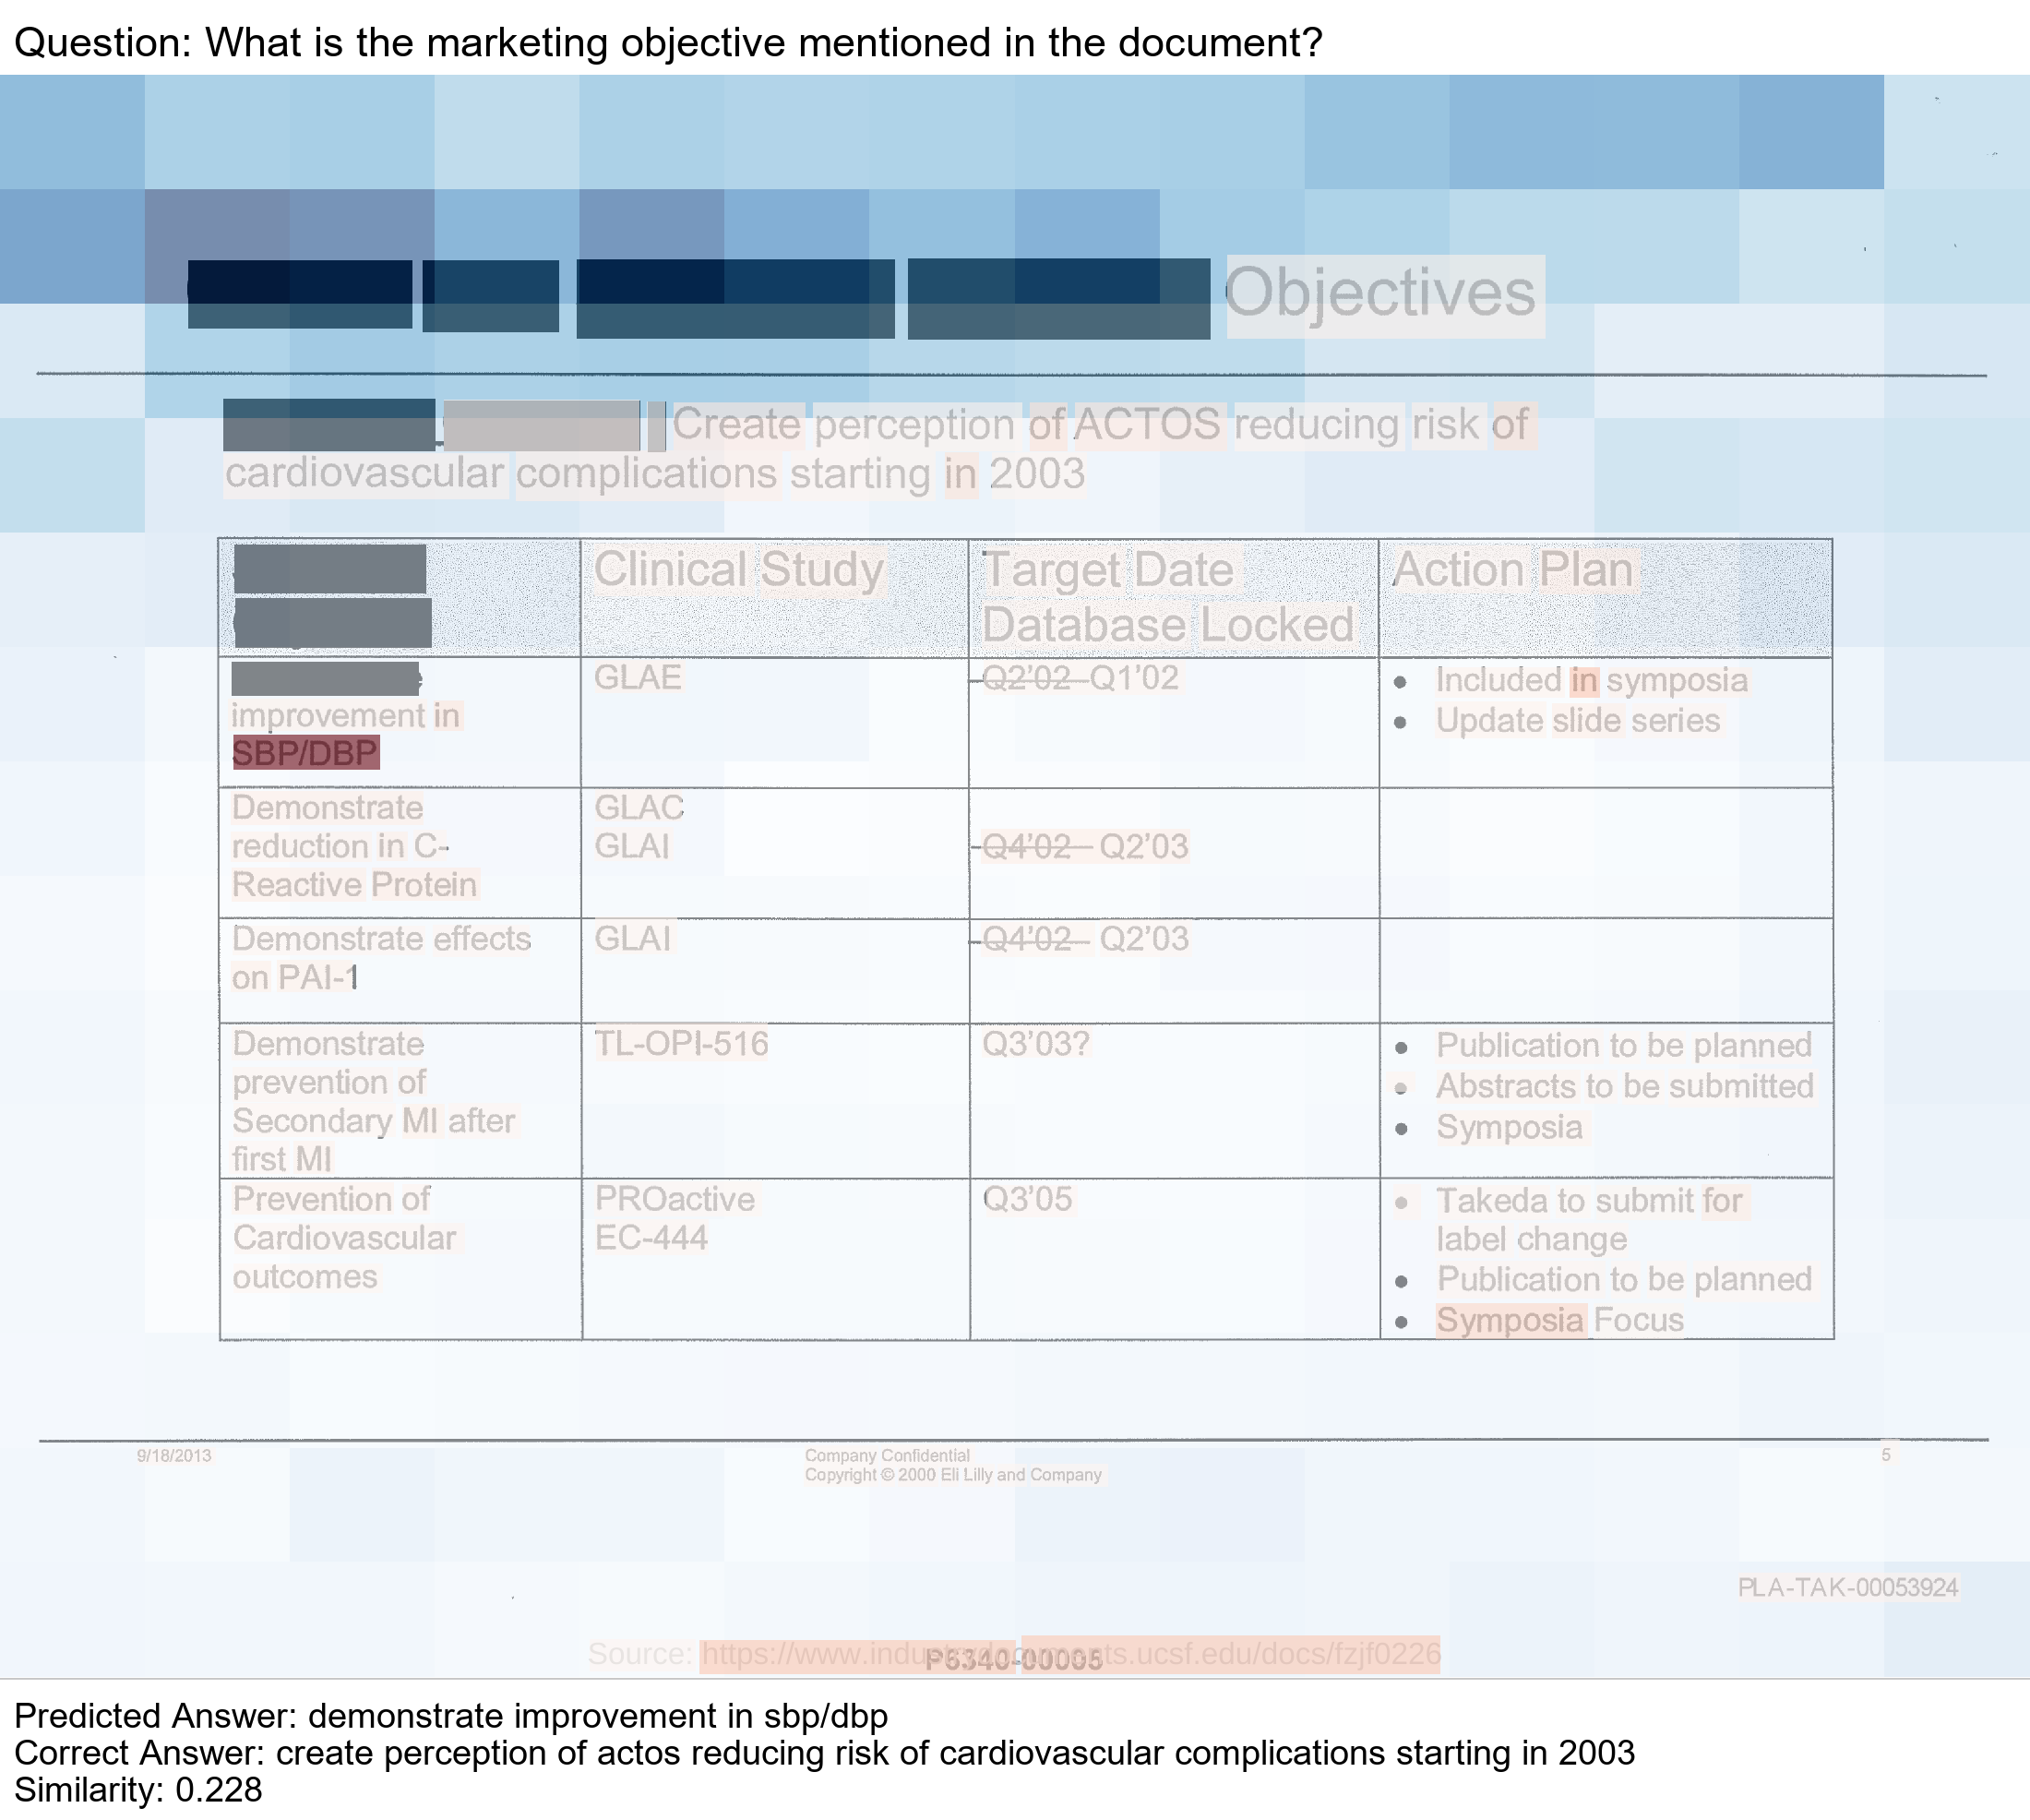 Question: What is the marketing objective mentioned in the document?
Objectives
Create perception of ACTOS reducing risk of
cardiovascular complications starting in 2003
Clinical Study
Target Date
Database Locked
Action Plan
improvement in
SBP/DBP
GLAE
Q2'02 Q1'02
• Included in symposia
• Update slide series
Demonstrate
reduction in C-
Reactive Protein
GLAC
GLAI
Q4'02 Q2'03
Demonstrate effects
on PAI-1
GLAI
Q4'02 Q2'03
Demonstrate
prevention of
Secondary MI after
first MI
TL-OPI-516
Q3'03?
• Publication to be planned
• Abstracts to be submitted
• Symposia
Prevention of
Cardiovascular
outcomes
PROactive
EC-444
Q3'05
• Takeda to submit for
label change
• Publication to be planned
• Symposia Focus
9/18/2013
Company Confidential
Copyright © 2000 Eli Lilly and Company
5
PLA-TAK-00053924
Source: https://www.industrydocuments.ucsf.edu/docs/fzjf0226
Predicted Answer: demonstrate improvement in sbp/dbp
Correct Answer: create perception of actos reducing risk of cardiovascular complications starting in 2003
Similarity: 0.228